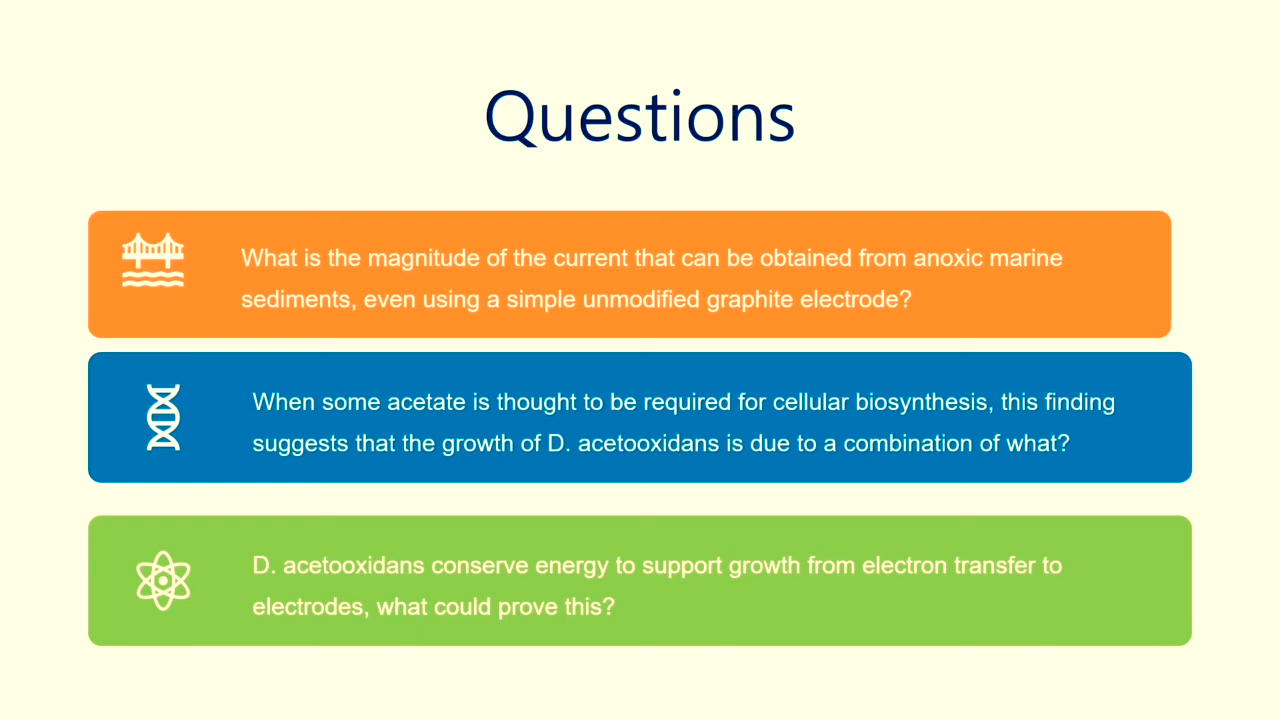 Questions
What is the magnitude of the current that can be obtained from anoxic marine
sediments, even using a simple unmodified graphite electrode?
When some acetate is thought to be required for cellular biosynthesis, this finding
suggests that the growth of D. acetooxidans is due to a combination of what?
D. acetooxidans conserve energy to support growth from electron transfer to
electrodes, what could prove this?